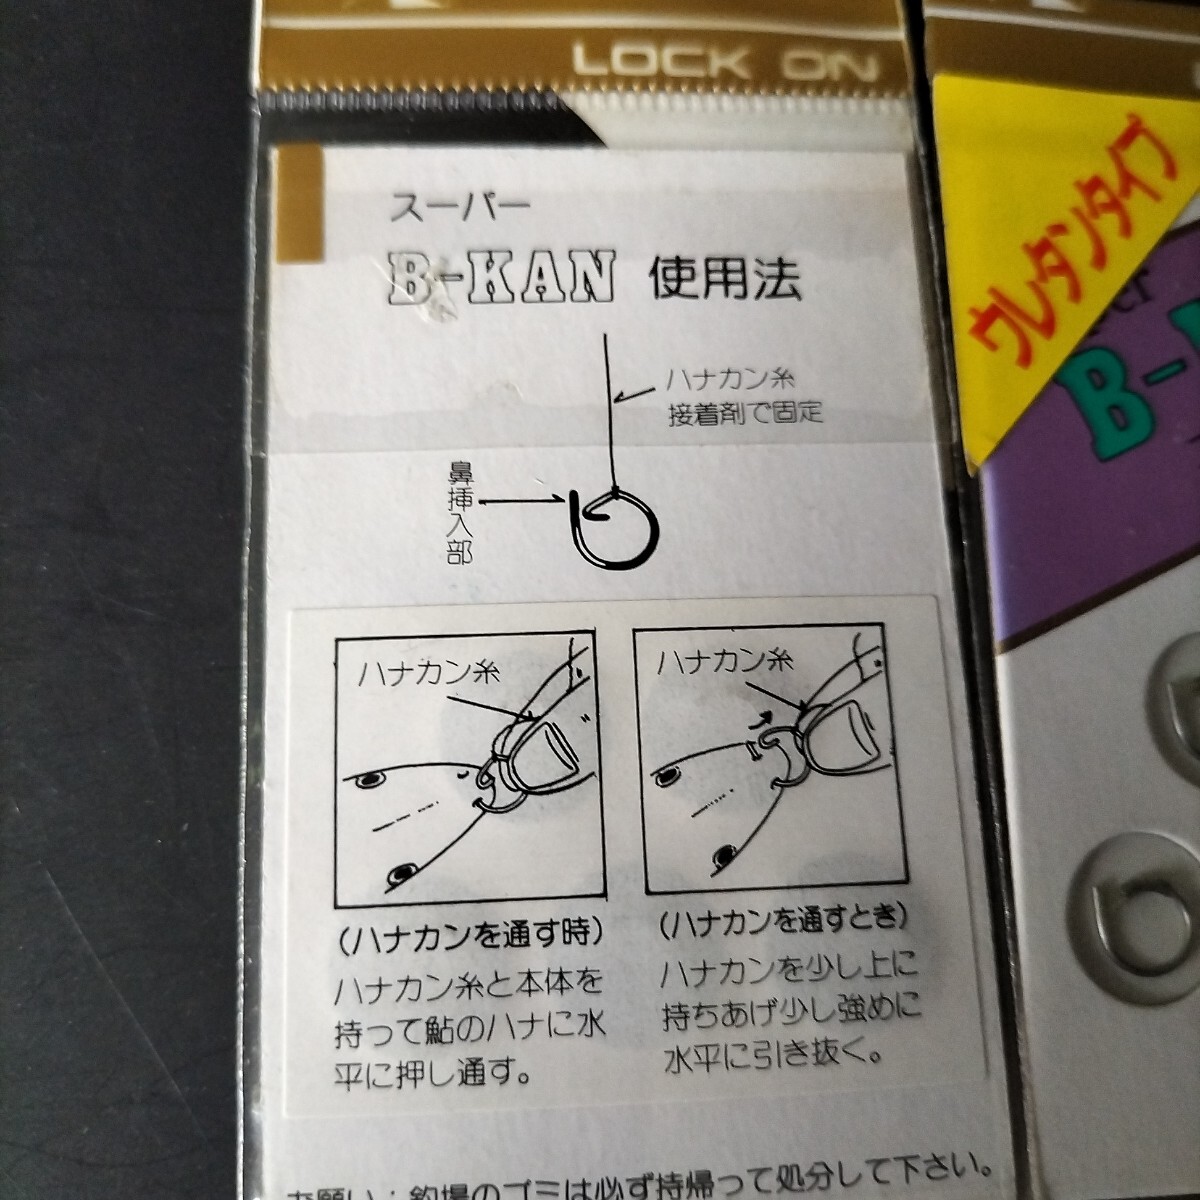 LOCK ON
スーパー
B-KAN 使用法
ハナカン糸
接着剤で固定
鼻挿入部
ハナカン糸
(ハナカンを通す時)
ハナカン糸と本体を
持って鮎のハナに水
平に押し通す。
ハナカン糸
(ハナカンを通すとき)
ハナカンを少し上に
持ちあげ少し強めに
水平に引き抜く。
お願い：釣場のゴミは必ず持帰って処分して下さい。
ウレタンタイプ
B-